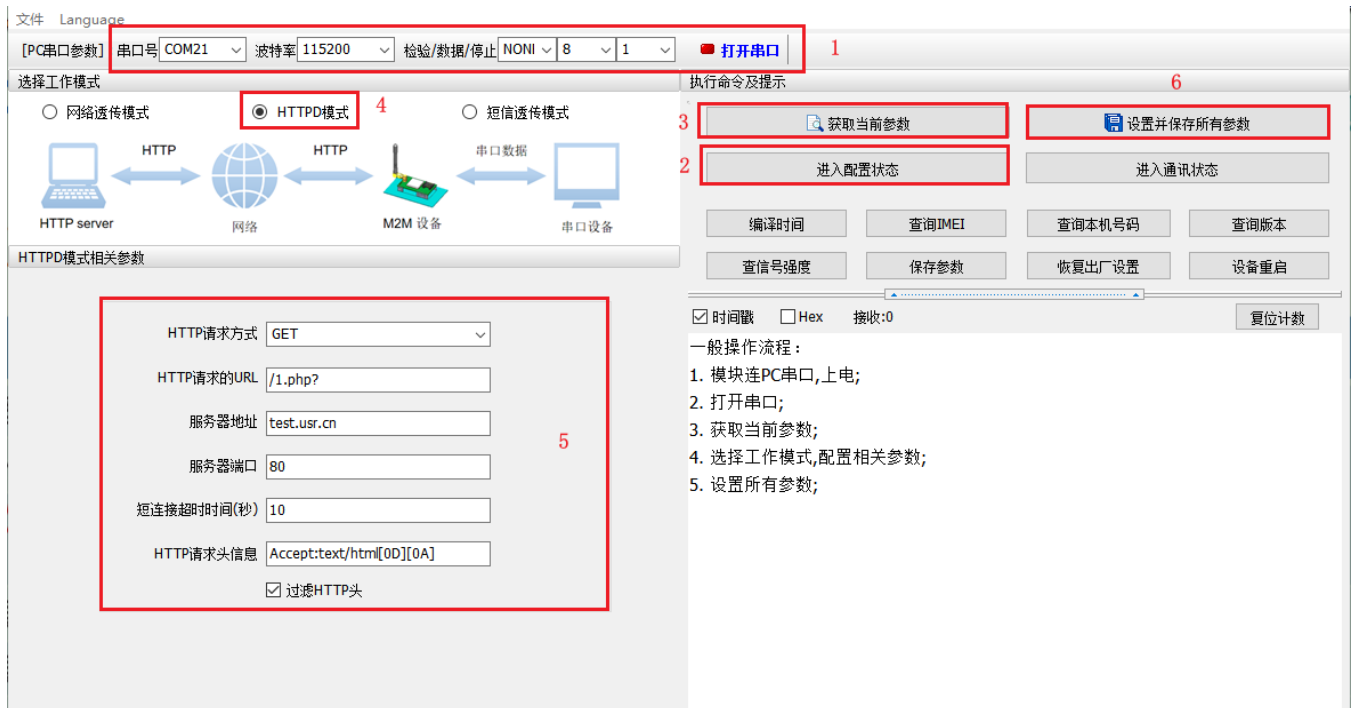 文件 Language
[PC串口参数] 串口号 COM21 波特率 115200 检验/数据/停止 NONI 8 1 打开串口 1
选择工作模式
网络透传模式 HTTPD模式 4 短信透传模式
HTTP HTTP 串口数据
HTTP server 网络 M2M 设备 串口设备
HTTPD模式相关参数
HTTP请求方式 GET
HTTP请求的URL /1.php?
服务器地址 test.usr.cn
5
服务器端口 80
短连接超时时间(秒) 10
HTTP请求头信息 Accept:text/html[0D][0A]
过滤HTTP头
执行命令及提示
6
3 获取当前参数 设置并保存所有参数
2 进入配置状态 进入通讯状态
编译时间 查询IMEI 查询本机号码 查询版本
查信号强度 保存参数 恢复出厂设置 设备重启
时间戳 Hex 接收:0 复位计数
一般操作流程:
1. 模块连PC串口,上电;
2. 打开串口;
3. 获取当前参数;
4. 选择工作模式,配置相关参数;
5. 设置所有参数;